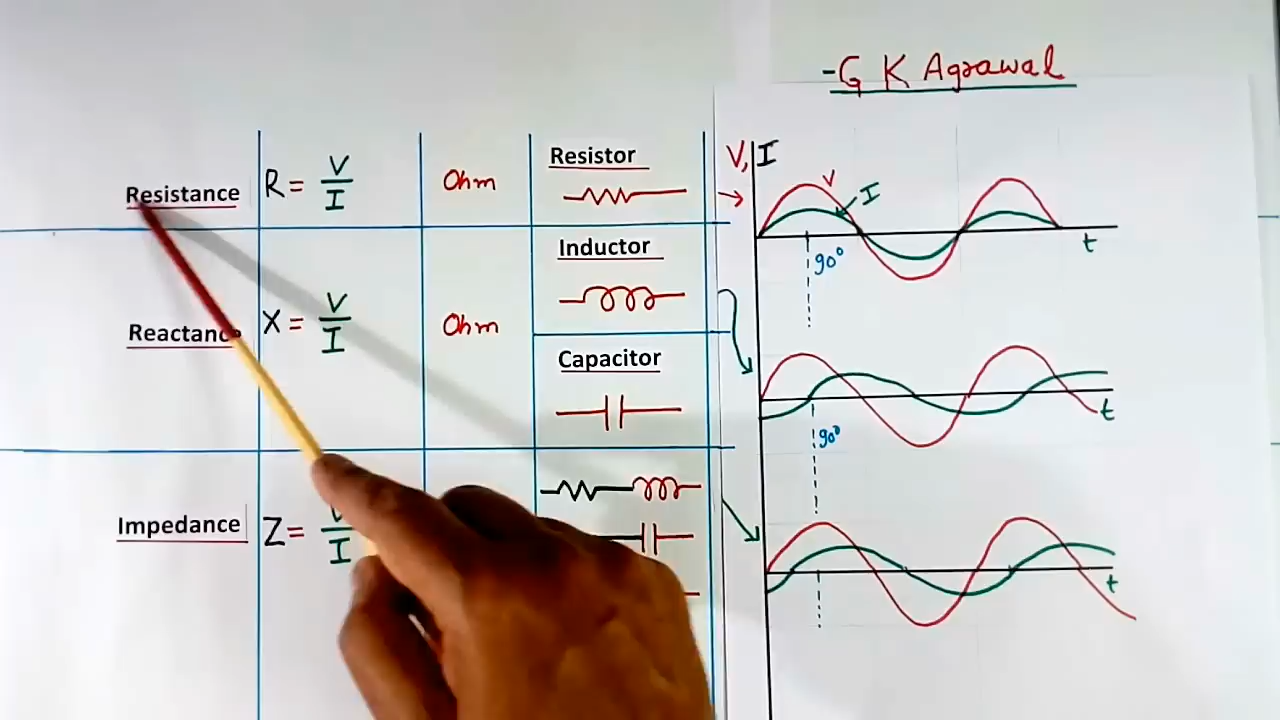 -G K Agrawal
Resistance R = V/I Ohm Resistor
V, I
V I
90° t
Inductor
Reactance X = V/I Ohm
Capacitor
t
90°
Impedance Z = V/I
t